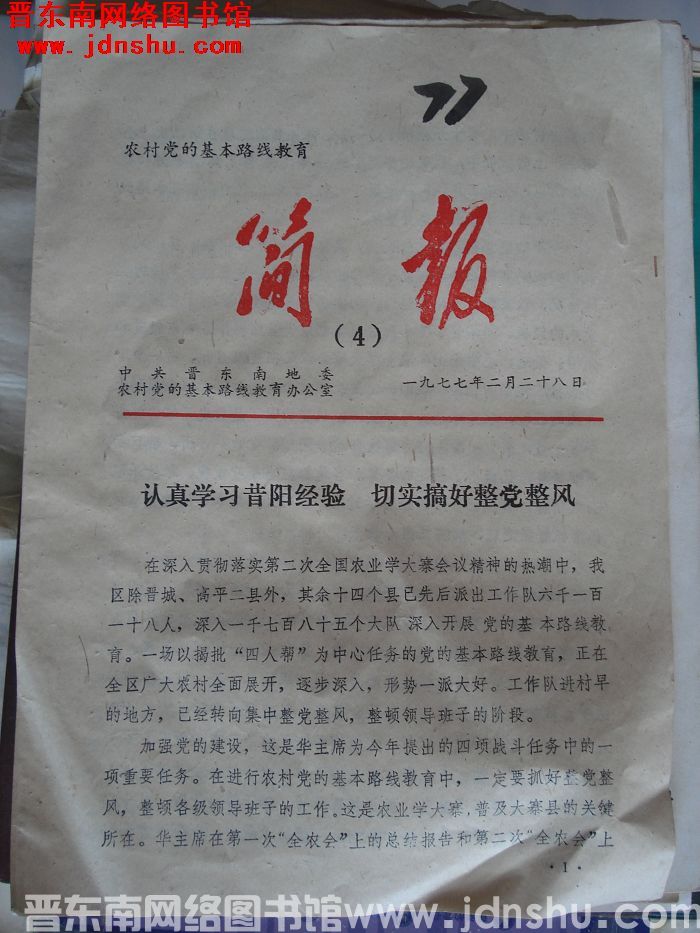 晋东南网络图书馆
www.jdnshu.com
77
农村党的基本路线教育
简报
(4)
中共晋东南地委
农村党的基本路线教育办公室
一九七七年二月二十八日
认真学习昔阳经验 切实搞好整党整风
在深入贯彻落实第二次全国农业学大寨会议精神的热潮中，我
区除晋城、高平二县外，其余十四个县已先后派出工作队六千一百
一十八人，深入一千七百八十五个大队深入开展党的基本路线教
育。一场以揭批“四人帮”为中心任务的党的基本路线教育，正在
全区广大农村全面展开，逐步深入，形势一派大好。工作队进村早
的地方，已经转向集中整党整风，整顿领导班子的阶段。
加强党的建设，这是华主席为今年提出的四项战斗任务中的一
项重要任务。在进行农村党的基本路线教育中，一定要抓好整党整
风，整顿各级领导班子的工作。这是农业学大寨，普及大寨县的关键
所在。华主席在第一次“全农会”上的总结报告和第二次“全农会”上
·1·
晋东南网络图书馆 www.jdnshu.com